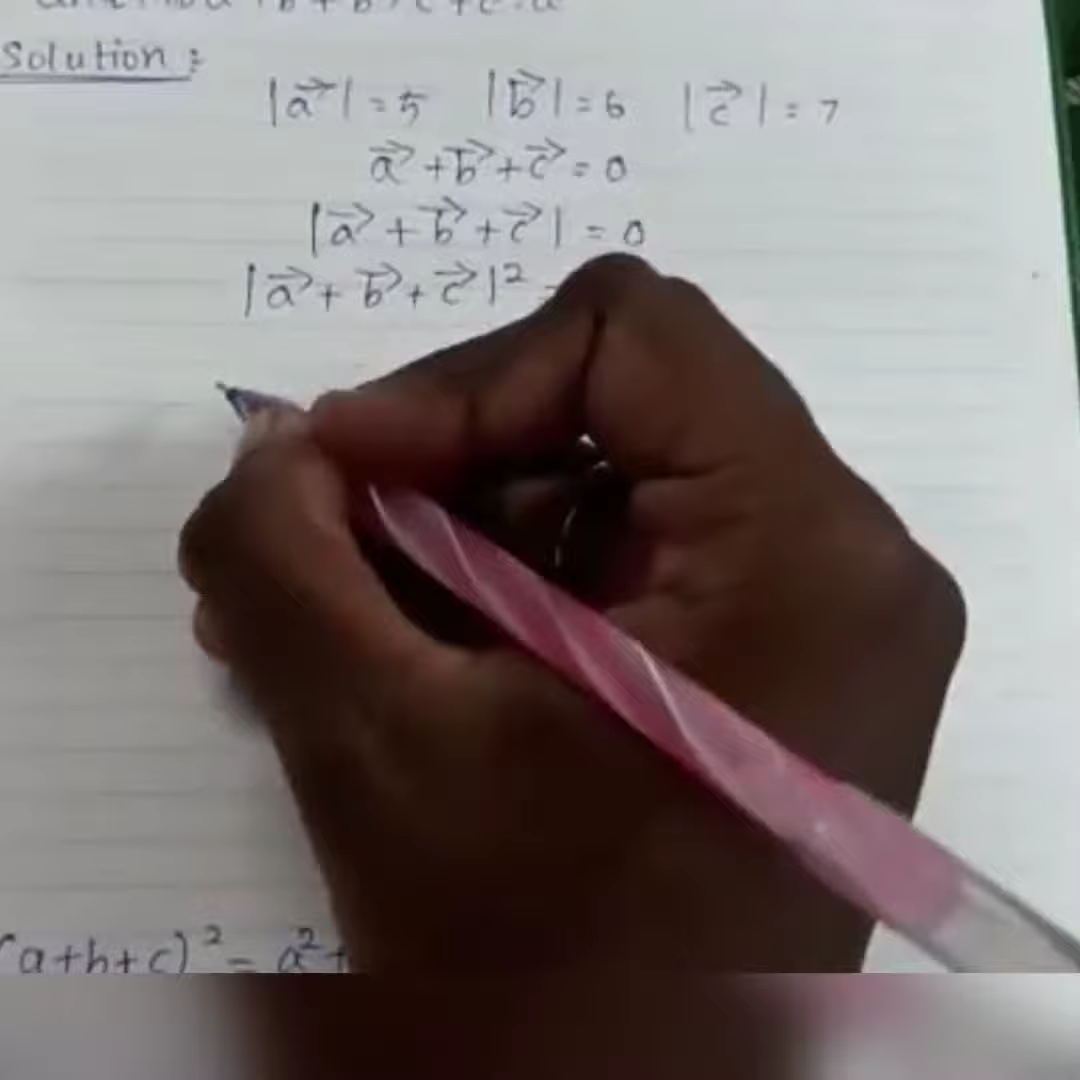 Solution :
|a⃗| = 5 |b⃗| = 6 |c⃗| = 7
a⃗ + b⃗ + c⃗ = 0
|a⃗ + b⃗ + c⃗| = 0
|a⃗ + b⃗ + c⃗|²
(a+b+c)² = a² +